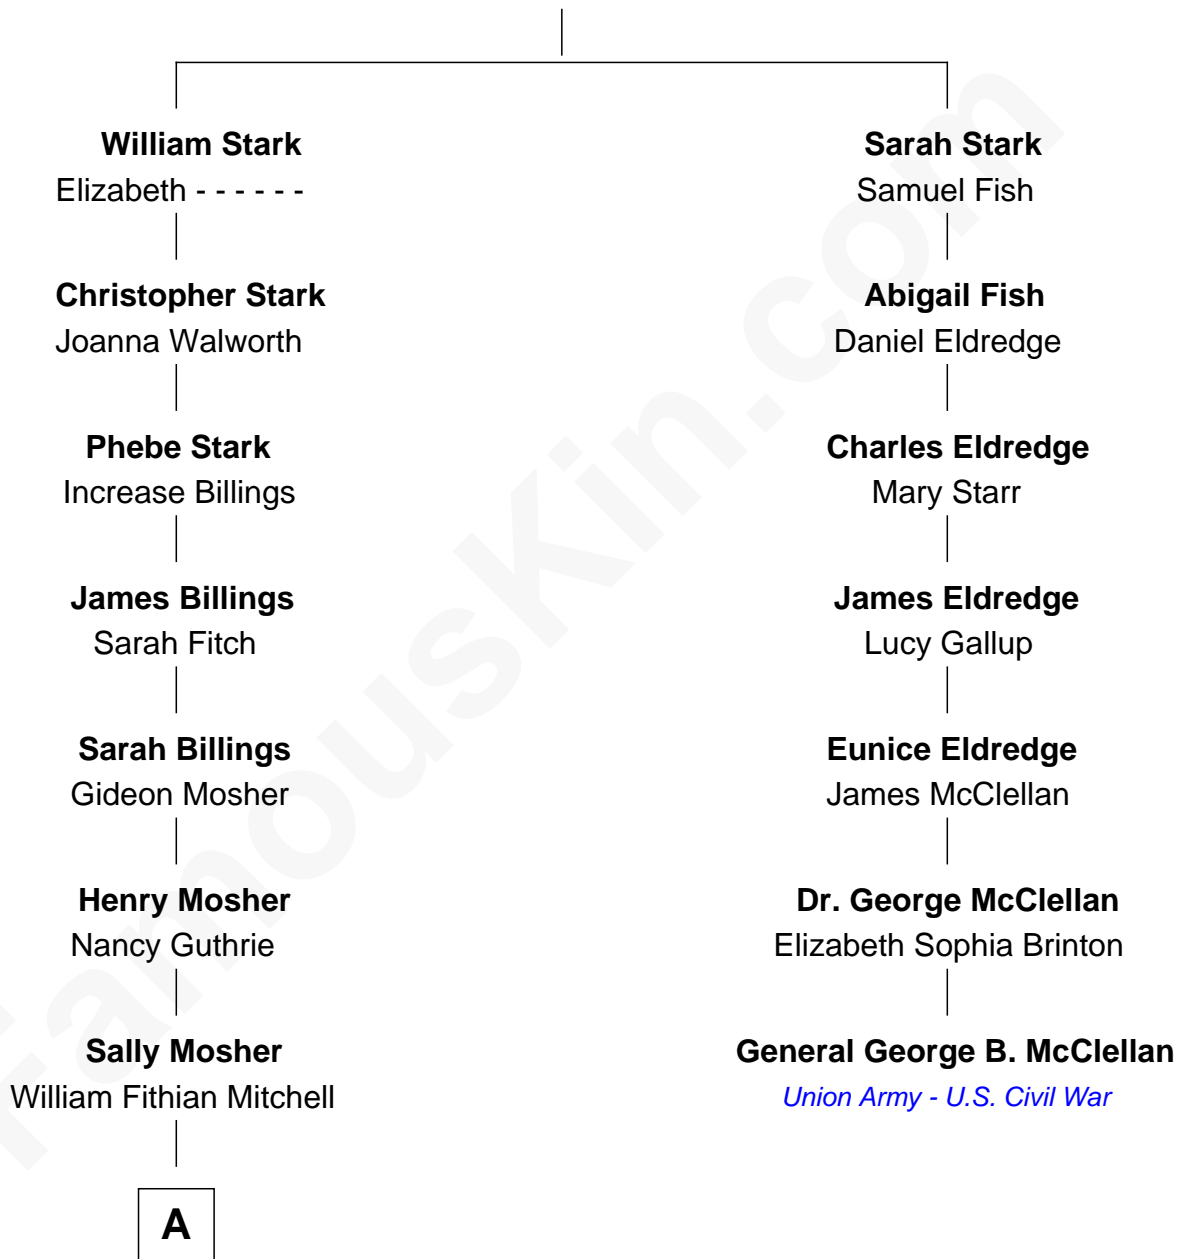 William Stark
Elizabeth - - - - - -
Christopher Stark
Joanna Walworth
Phebe Stark
Increase Billings
James Billings
Sarah Fitch
Sarah Billings
Gideon Mosher
Henry Mosher
Nancy Guthrie
Sally Mosher
William Fithian Mitchell
A
Sarah Stark
Samuel Fish
Abigail Fish
Daniel Eldredge
Charles Eldredge
Mary Starr
James Eldredge
Lucy Gallup
Eunice Eldredge
James McClellan
Dr. George McClellan
Elizabeth Sophia Brinton
General George B. McClellan
Union Army - U.S. Civil War
FamousKin.com